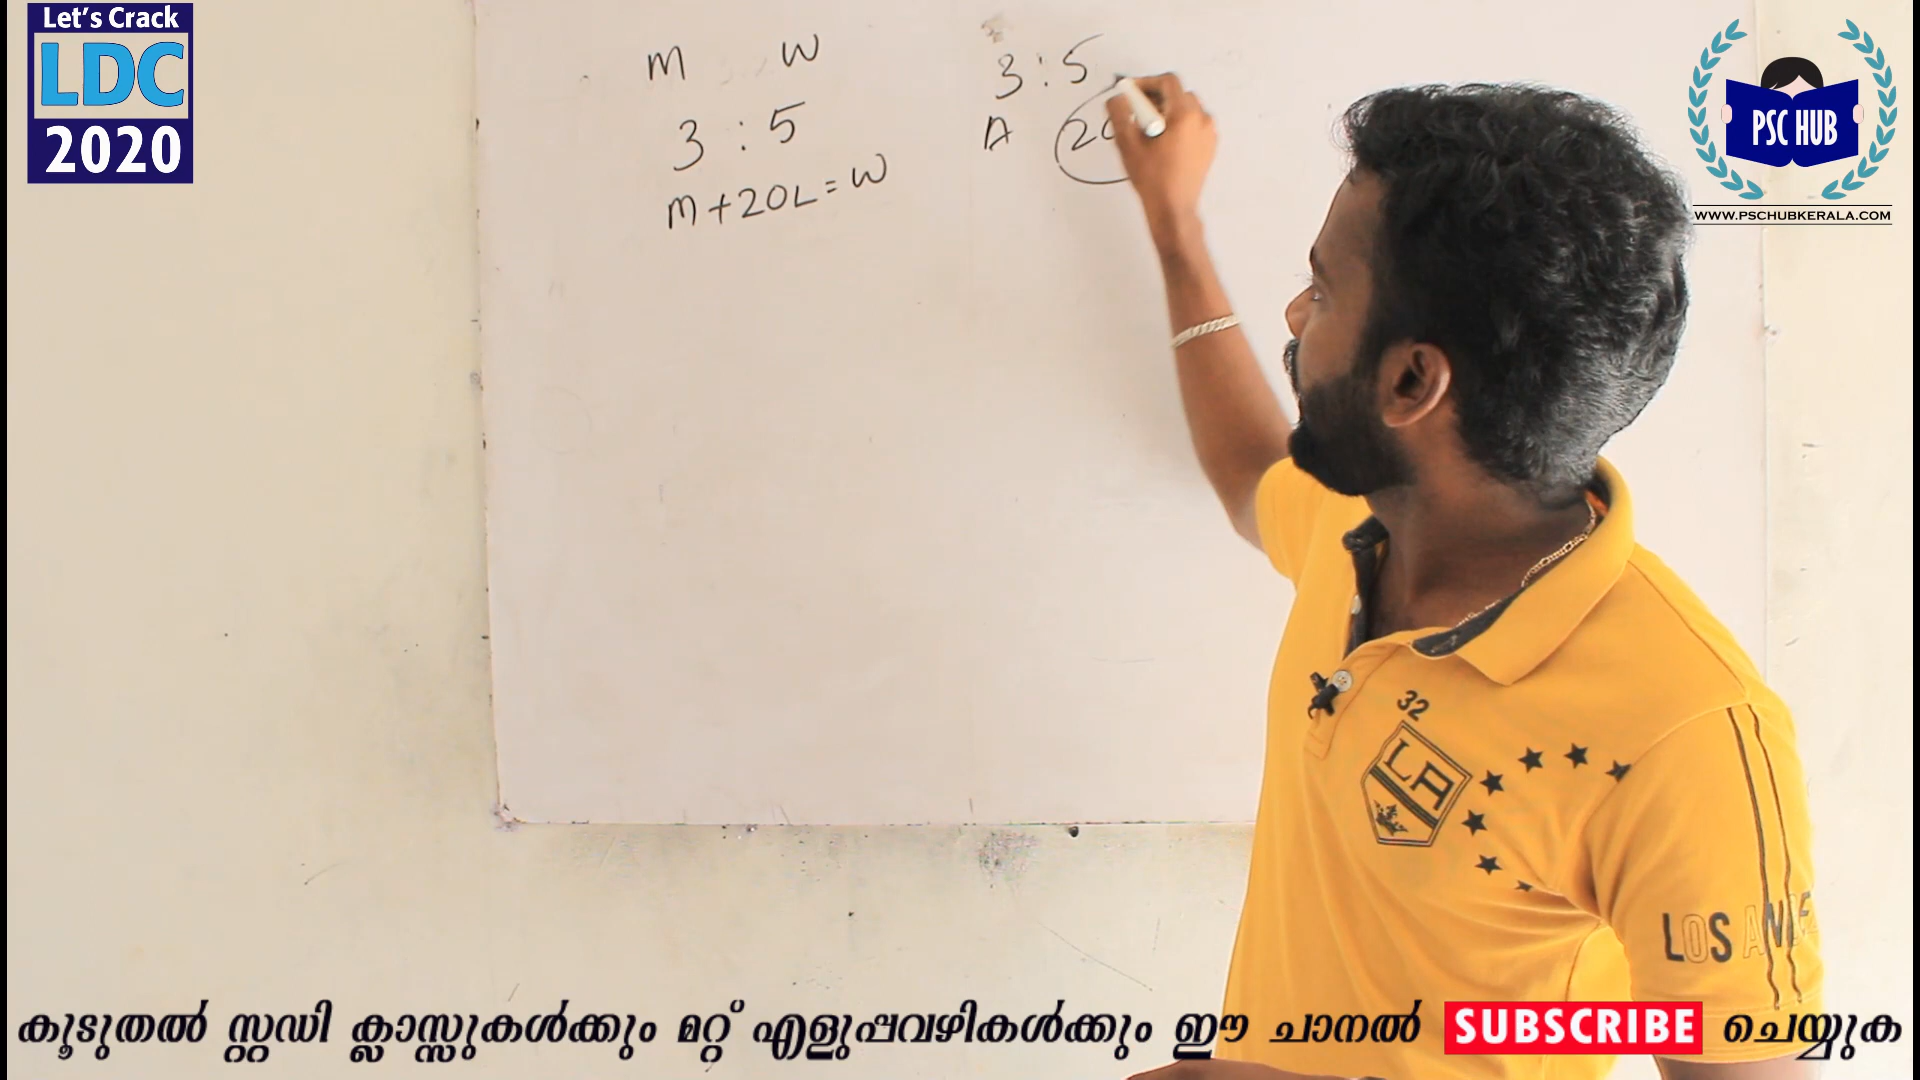 Let's Crack
LDC
2020
M W
3 : 5
M + 20L = W
3 : 5
A
PSC HUB
WWW.PSCHUBKERALA.COM
32
LA
LOS
കൂടുതൽ സ്റ്റഡി ക്ലാസ്സുകൾക്കും മറ്റ് എളുപ്പവഴികൾക്കും ഈ ചാനൽ SUBSCRIBE ചെയ്യുക